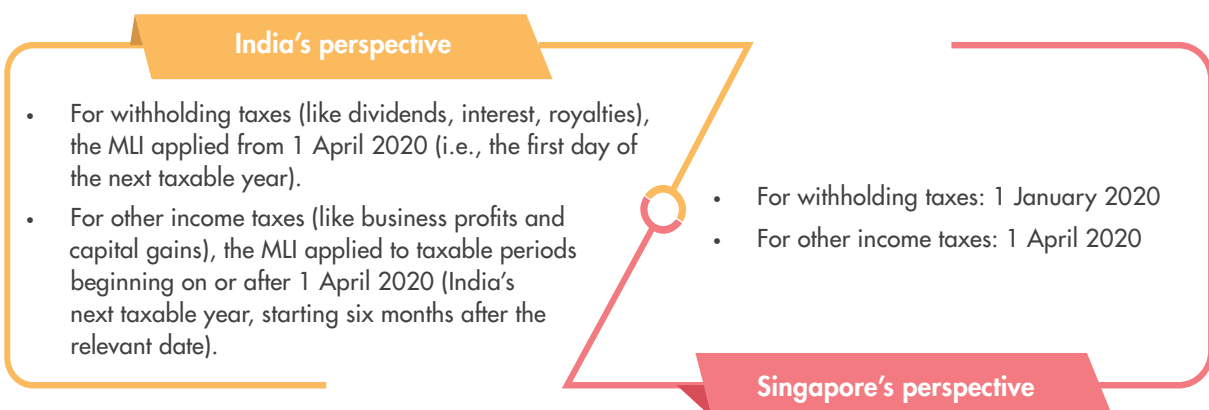 India’s perspective
• For withholding taxes (like dividends, interest, royalties),
the MLI applied from 1 April 2020 (i.e., the first day of
the next taxable year).
• For other income taxes (like business profits and
capital gains), the MLI applied to taxable periods
beginning on or after 1 April 2020 (India’s
next taxable year, starting six months after the
relevant date).
• For withholding taxes: 1 January 2020
• For other income taxes: 1 April 2020
Singapore’s perspective